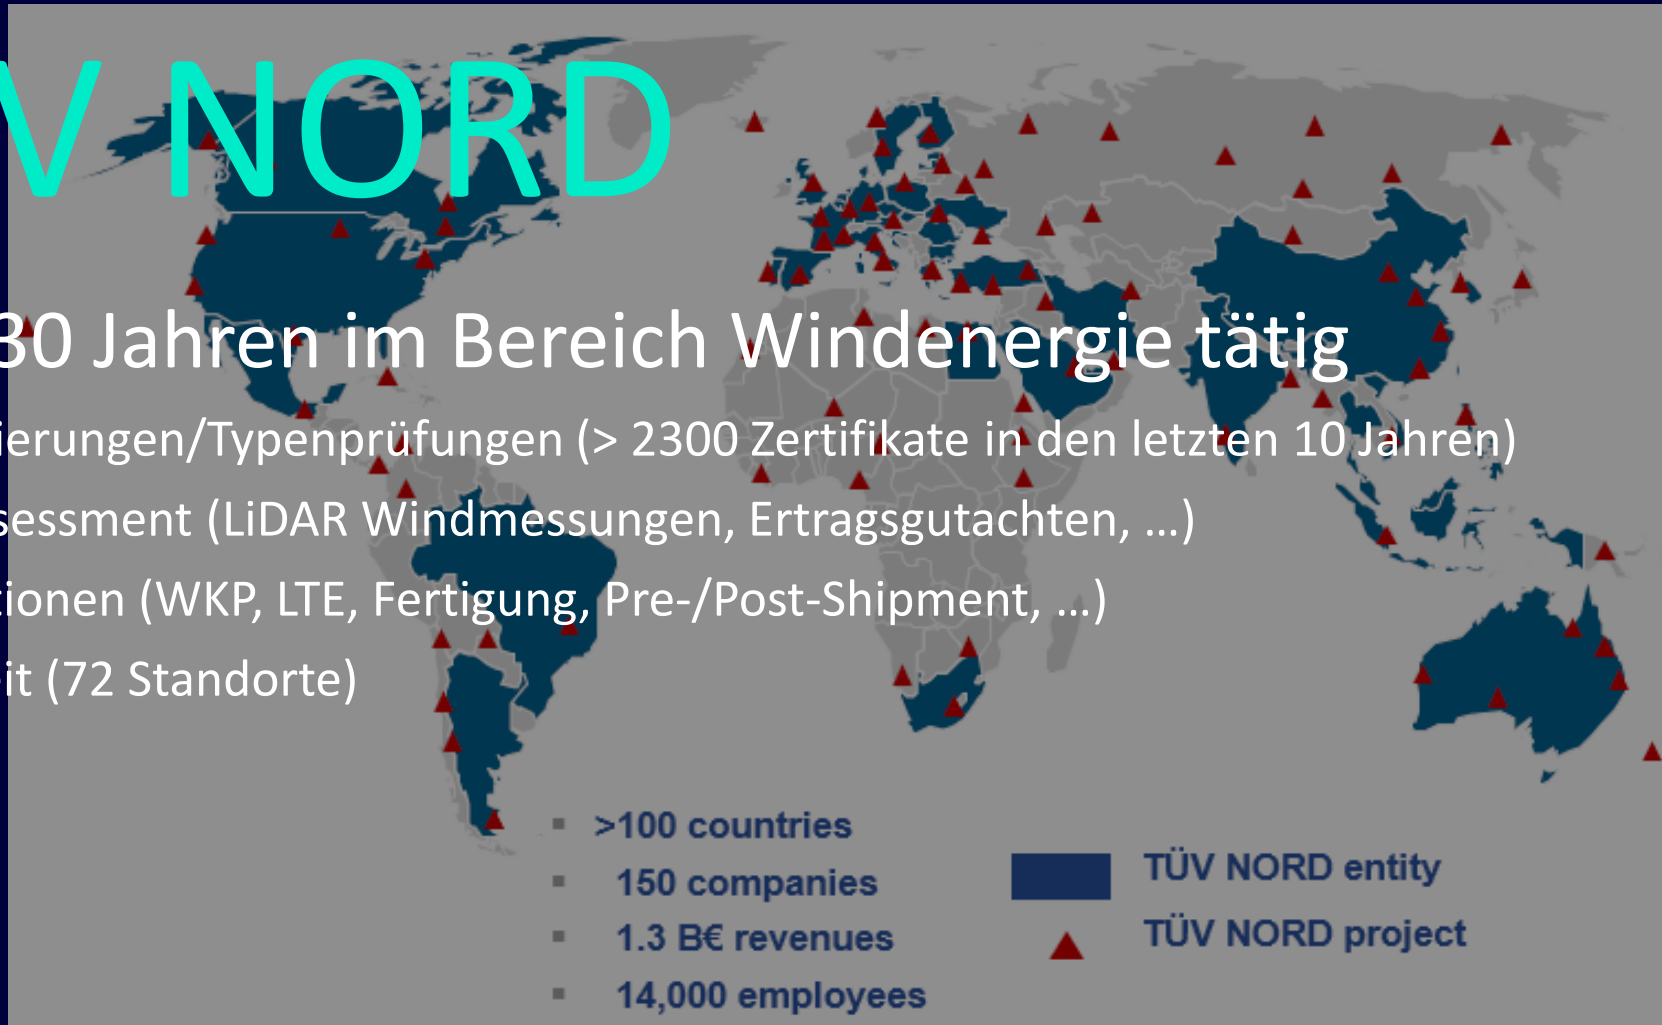 V NORD
30 Jahren im Bereich Windenergie tätig
ierungen/Typenprüfungen (> 2300 Zertifikate in den letzten 10 Jahren)
sessment (LiDAR Windmessungen, Ertragsgutachten, ...)
tionen (WKP, LTE, Fertigung, Pre-/Post-Shipment, ...)
it (72 Standorte)
>100 countries
150 companies
1.3 B€ revenues
14,000 employees
TÜV NORD entity
TÜV NORD project